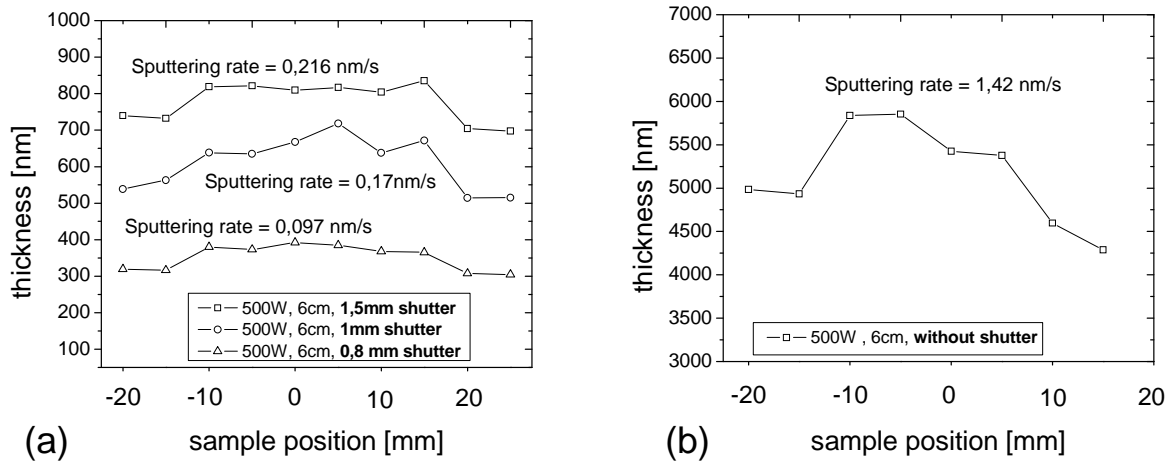 1000
900
800
700
600
500
400
300
200
100
thickness [nm]
Sputtering rate = 0,216 nm/s
Sputtering rate = 0,17nm/s
Sputtering rate = 0,097 nm/s
500W, 6cm, 1,5mm shutter
500W, 6cm, 1mm shutter
500W, 6cm, 0,8 mm shutter
-20 -10 0 10 20
sample position [mm]
(a)
7000
6500
6000
5500
5000
4500
4000
3500
3000
thickness [nm]
Sputtering rate = 1,42 nm/s
500W , 6cm, without shutter
-20 -10 0 10 20
sample position [mm]
(b)